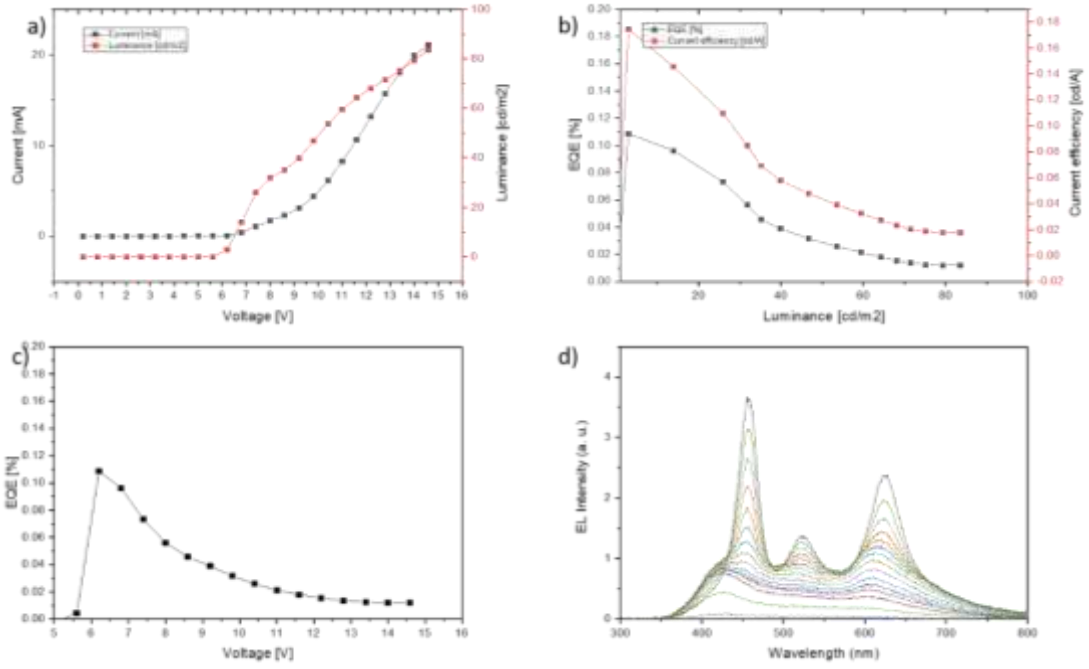 a)
Current [mA]
Luminance [cd/m2]
20
10
0
Current [mA]
100
80
60
40
20
0
Luminance [cd/m2]
-1 0 1 2 3 4 5 6 7 8 9 10 11 12 13 14 15 16
Voltage [V]
b)
EQE [%]
Current efficiency [cd/A]
0.20
0.18
0.16
0.14
0.12
0.10
0.08
0.06
0.04
0.02
0.00
EQE [%]
0.18
0.16
0.14
0.12
0.10
0.08
0.06
0.04
0.02
0.00
-0.02
Current efficiency [cd/A]
20 40 60 80 100
Luminance [cd/m2]
c)
0.20
0.18
0.16
0.14
0.12
0.10
0.08
0.06
0.04
0.02
0.00
EQE [%]
5 6 7 8 9 10 11 12 13 14 15 16
Voltage [V]
d)
4
3
2
1
0
EL Intensity (a. u.)
300 400 500 600 700 800
Wavelength (nm)